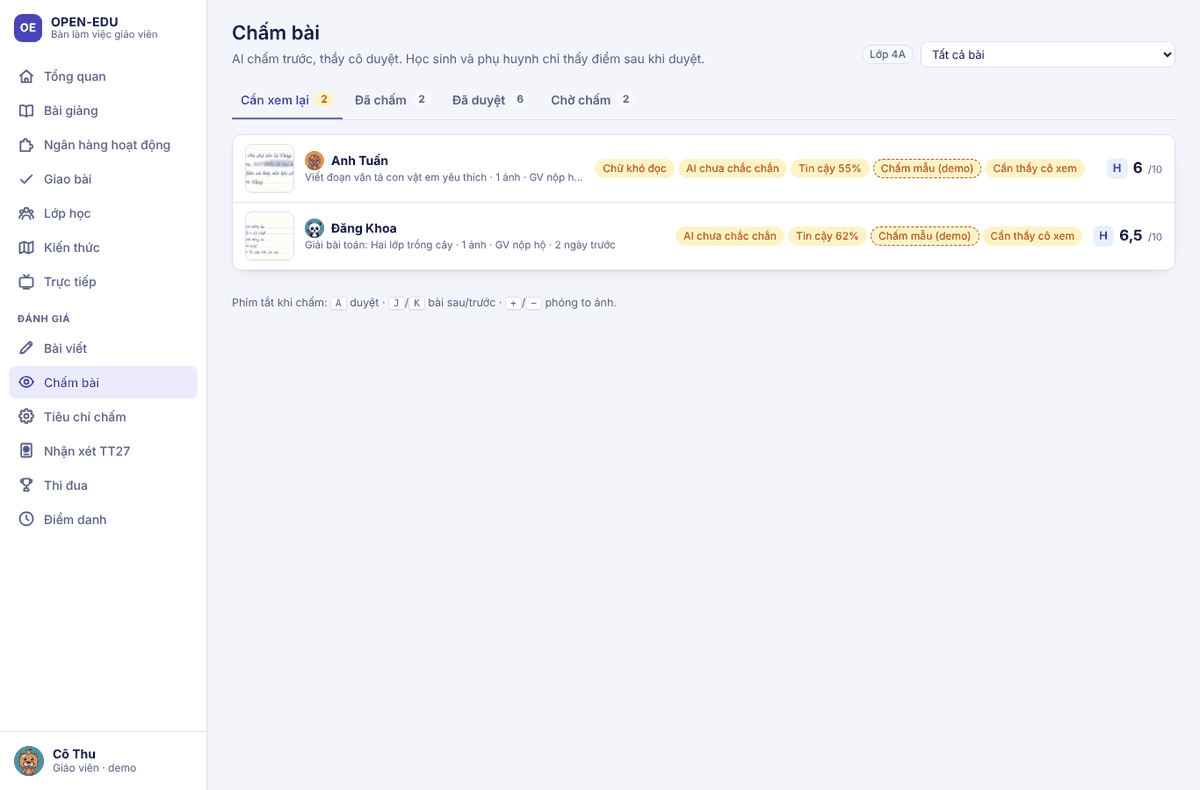 OE
OPEN-EDU
Bàn làm việc giáo viên
Tổng quan
Bài giảng
Ngân hàng hoạt động
Giao bài
Lớp học
Kiến thức
Trực tiếp
ĐÁNH GIÁ
Bài viết
Chấm bài
Tiêu chí chấm
Nhận xét TT27
Thi đua
Điểm danh
Cô Thu
Giáo viên · demo
Chấm bài
AI chấm trước, thầy cô duyệt. Học sinh và phụ huynh chỉ thấy điểm sau khi duyệt.
Lớp 4A
Tất cả bài
Cần xem lại 2
Đã chấm 2
Đã duyệt 6
Chờ chấm 2
Anh Tuấn
Viết đoạn văn tả con vật em yêu thích · 1 ảnh · GV nộp h...
Chữ khó đọc
AI chưa chắc chắn
Tin cậy 55%
Chấm mẫu (demo)
Cần thầy cô xem
H 6 /10
Đăng Khoa
Giải bài toán: Hai lớp trồng cây · 1 ảnh · GV nộp hộ · 2 ngày trước
AI chưa chắc chắn
Tin cậy 62%
Chấm mẫu (demo)
Cần thầy cô xem
H 6,5 /10
Phím tắt khi chấm: A duyệt · J/K bài sau/trước · +/− phóng to ảnh.